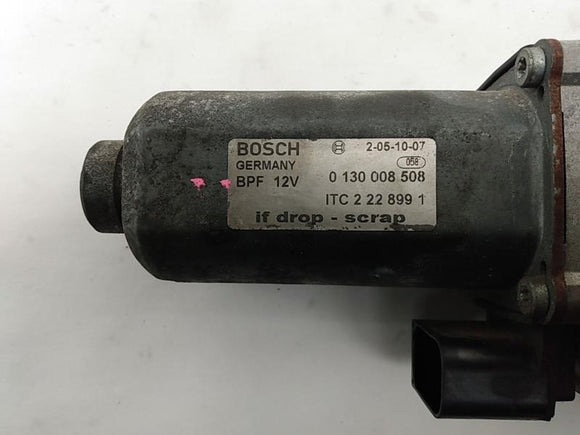 BOSCH 2-05-10-07
GERMANY 058
BPF 12V 0 130 008 508
ITC 2 22 899 1
if drop - scrap